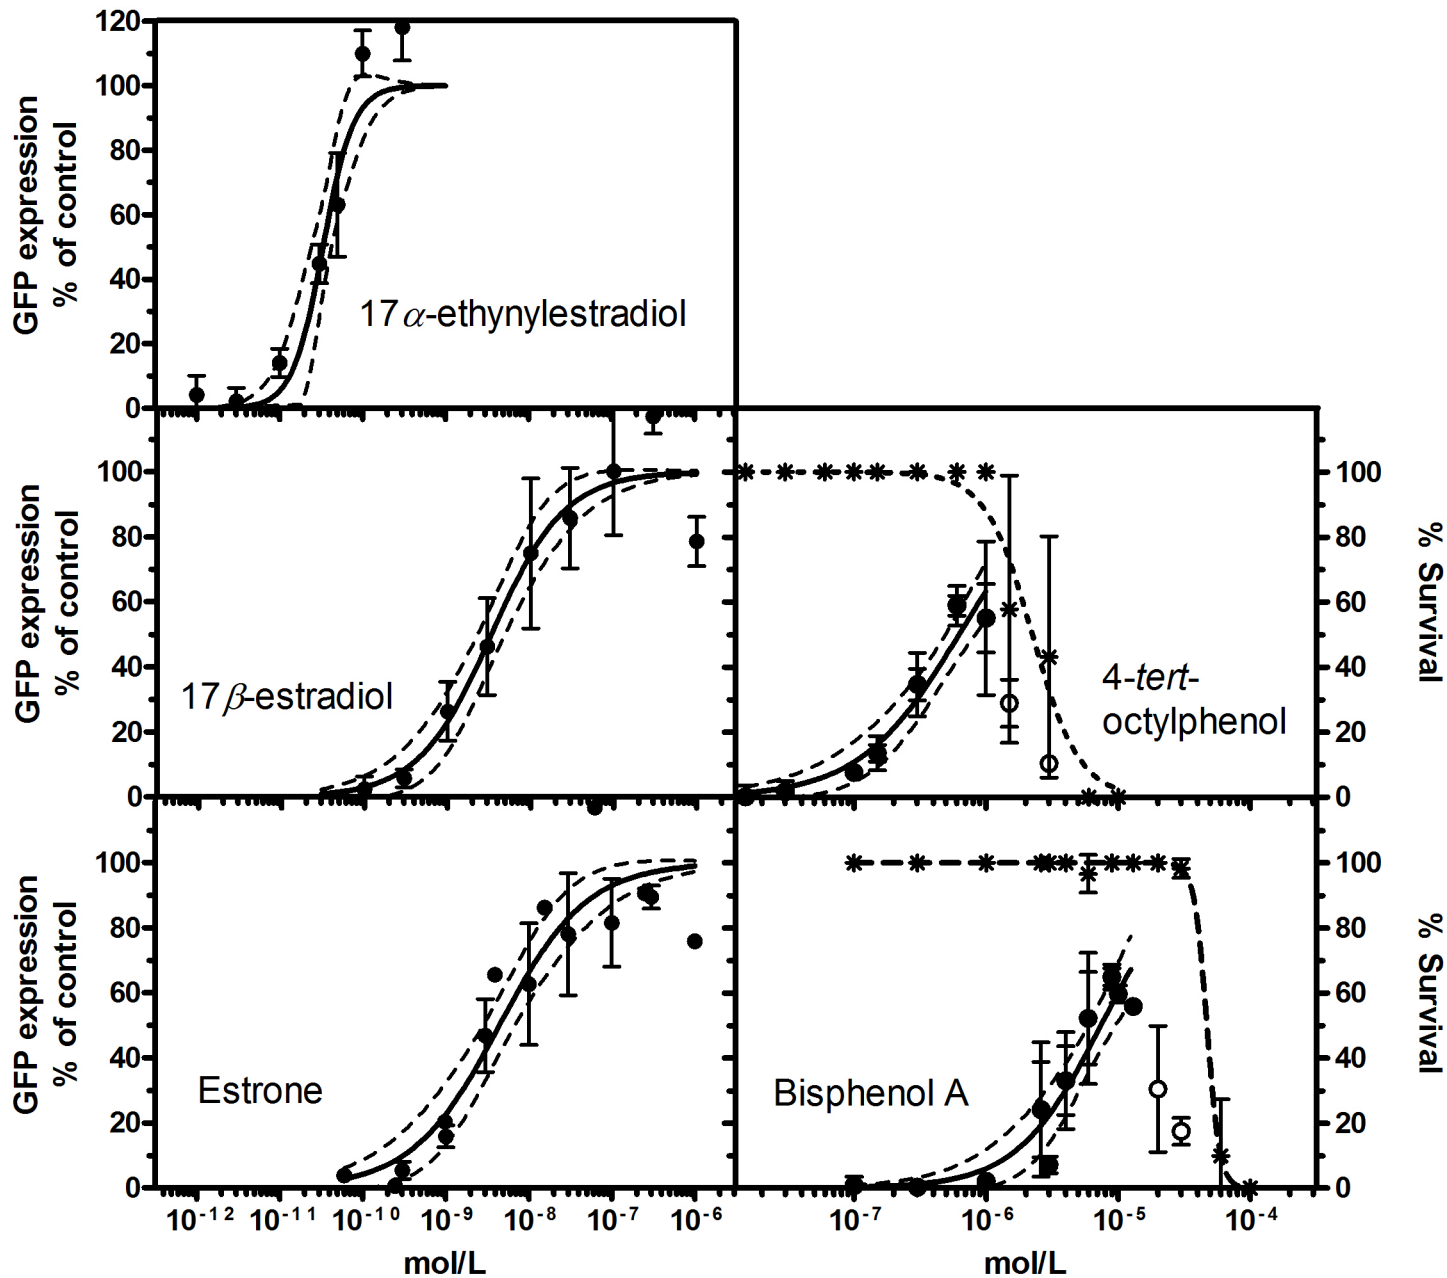 120
100
80
60
40
20
0
GFP expression
% of control
17α-ethynylestradiol
100
80
60
40
20
0
GFP expression
% of control
17β-estradiol
100
80
60
40
20
0
% Survival
4-tert-
octylphenol
100
80
60
40
20
0
GFP expression
% of control
Estrone
Bisphenol A
100
80
60
40
20
0
% Survival
10⁻¹² 10⁻¹¹ 10⁻¹⁰ 10⁻⁹ 10⁻⁸ 10⁻⁷ 10⁻⁶
mol/L
10⁻⁷ 10⁻⁶ 10⁻⁵ 10⁻⁴
mol/L